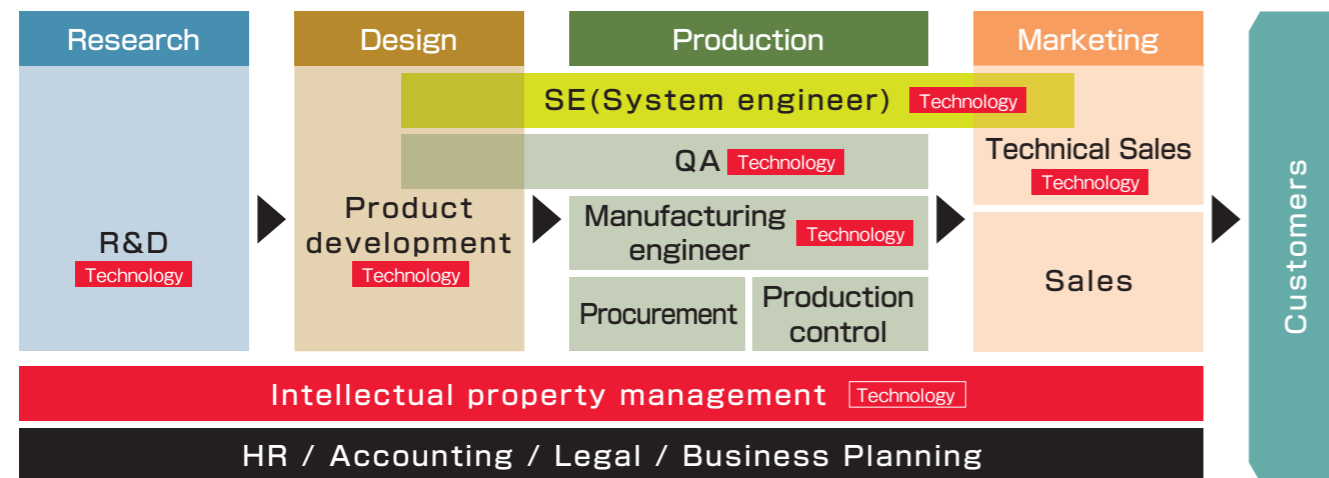 Research
Design
Production
Marketing
SE(System engineer) Technology
QA Technology
Technical Sales
Technology
Product
development
Technology
Manufacturing
engineer
Technology
R&D
Technology
Sales
Procurement
Production
control
Customers
Intellectual property management Technology
HR / Accounting / Legal / Business Planning